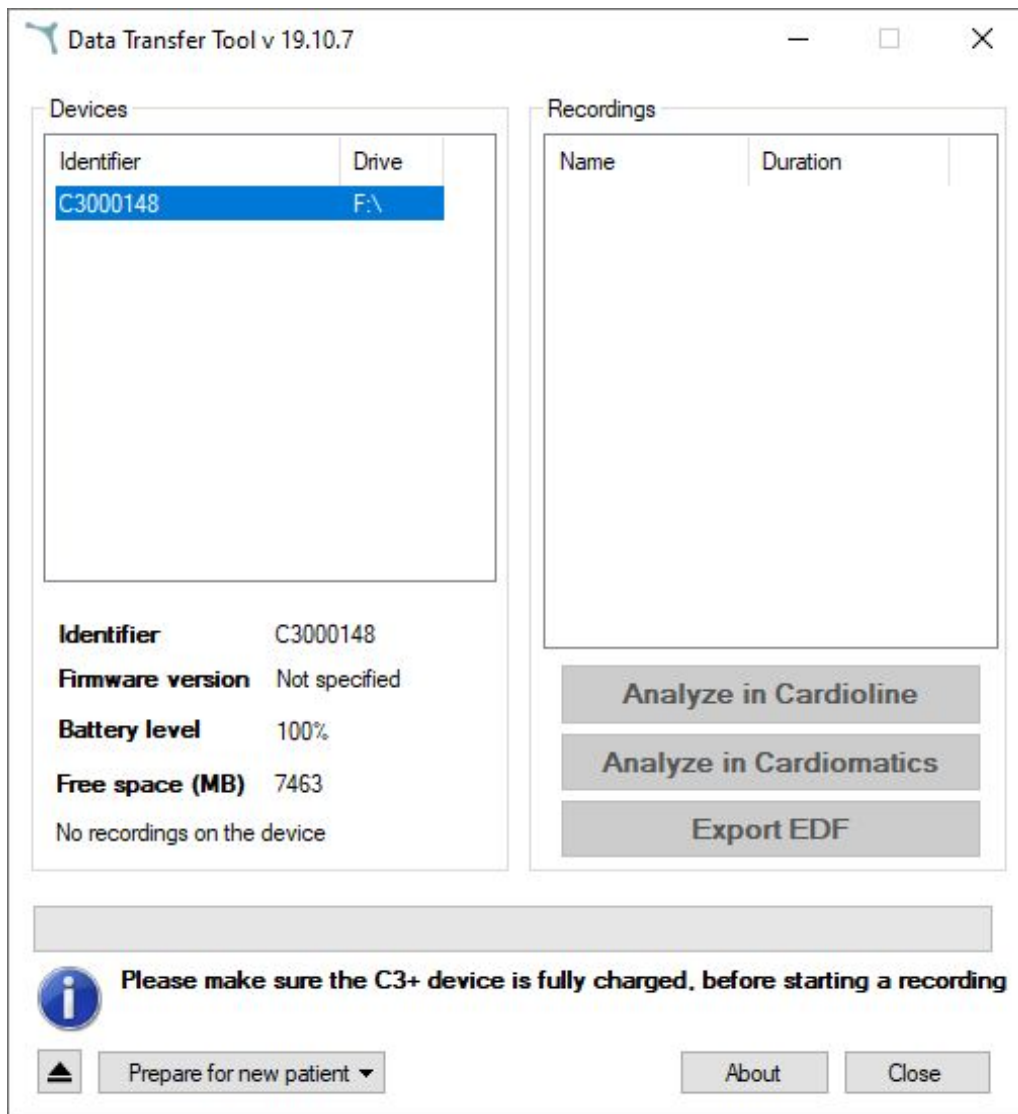 Data Transfer Tool v 19.10.7
Devices
Identifier Drive
C3000148 F:\
Identifier C3000148
Firmware version Not specified
Battery level 100%
Free space (MB) 7463
No recordings on the device
Recordings
Name Duration
Analyze in Cardioline
Analyze in Cardiomatics
Export EDF
Please make sure the C3+ device is fully charged, before starting a recording
Prepare for new patient
About
Close